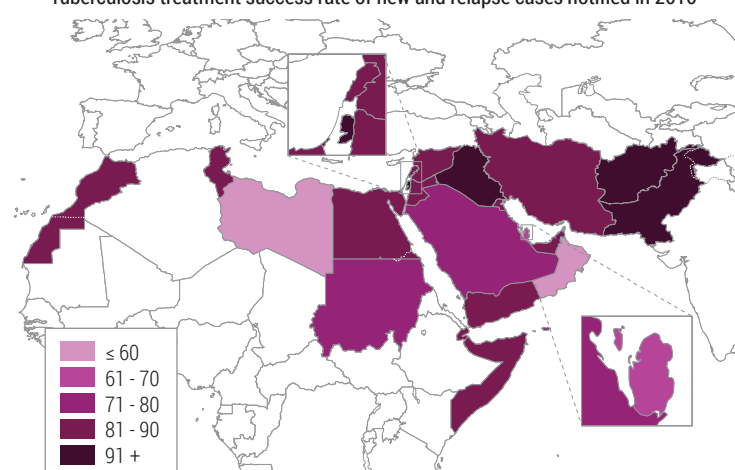 Tuberculosis treatment success rate of new and relapse cases notified in 2016
≤ 60
61 - 70
71 - 80
81 - 90
91 +